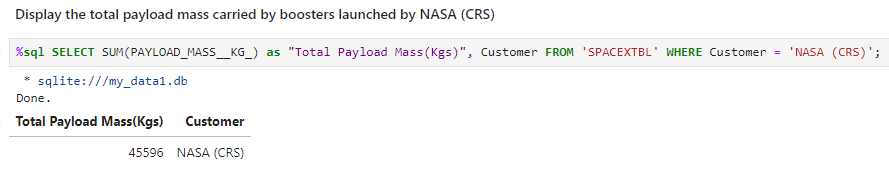 Display the total payload mass carried by boosters launched by NASA (CRS)
%sql SELECT SUM(PAYLOAD_MASS__KG_) as "Total Payload Mass(Kgs)", Customer FROM 'SPACEXTBL' WHERE Customer = 'NASA (CRS)';
* sqlite:///my_data1.db
Done.
Total Payload Mass(Kgs) Customer
45596 NASA (CRS)